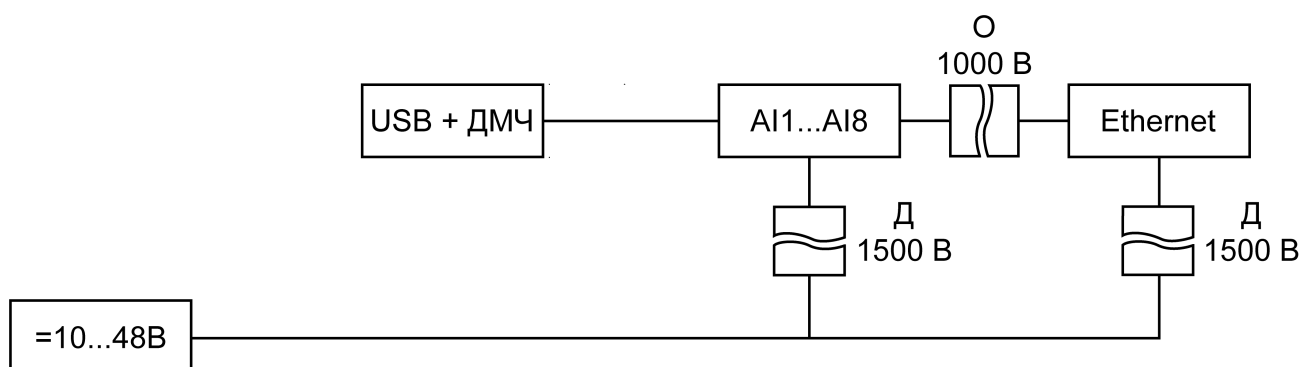 О
1000 В
USB + ДМЧ
AI1...AI8
Ethernet
Д
1500 В
Д
1500 В
=10...48В